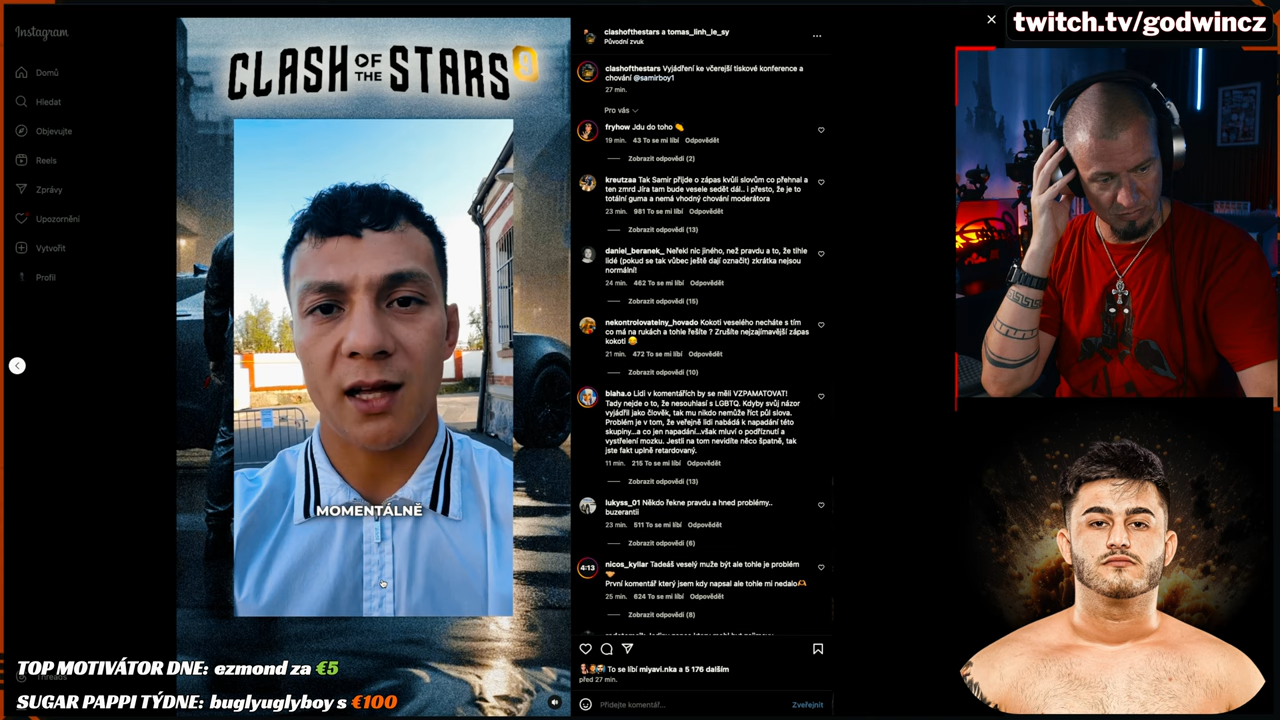 Instagram
Domů
Hledat
Objevujte
Reels
Zprávy
Upozornění
Vytvořit
Profil
Threads
CLASH OF THE STARS 9
MOMENTÁLNĚ
clashofthestars a tomas_linh_le_sy
Původní zvuk
clashofthestars Vyjádření ke včerejší tiskové konference a
chování @samirboy1
27 min.
Pro vás
fryhow Jdu do toho
19 min. 43 To se mi líbí Odpovědět
Zobrazit odpovědi (2)
kreutzaa Tak Samir přijde o zápas kvůli slovům co přehnal a
ten zmrd Jíra tam bude vesele sedět dál.. i přesto, že je to
totální guma a nemá vhodný chování moderátora
23 min. 981 To se mi líbí Odpovědět
Zobrazit odpovědi (13)
daniel_beranek_ Neřekl nic jiného, než pravdu a to, že tihle
lidé (pokud se tak vůbec ještě dají označit) zkrátka nejsou
normální!
24 min. 462 To se mi líbí Odpovědět
Zobrazit odpovědi (15)
nekontrolovatelny_hovado Kokoti veselého necháte s tím
co má na rukách a tohle řešíte ? Zrušíte nejzajímavější zápas
kokoti 😂
21 min. 472 To se mi líbí Odpovědět
Zobrazit odpovědi (10)
blaha.o Lidi v komentářích by se měli VZPAMATOVAT!
Tady nejde o to, že nesouhlasí s LGBTQ. Kdyby svůj názor
vyjádřil jako člověk, tak mu nikdo nemůže říct půl slova.
Problém je v tom, že veřejně lidi nabádá k napadání této
skupiny...a co jen napadání...však mluví o podříznutí a
vystřelení mozku. Jestli na tom nevidíte něco špatně, tak
jste fakt uplně retardovaný.
11 min. 215 To se mi líbí Odpovědět
Zobrazit odpovědi (13)
lukyss_01 Někdo řekne pravdu a hned problémy..
buzerantii
23 min. 511 To se mi líbí Odpovědět
Zobrazit odpovědi (6)
4:13
nicos_kyllar Tadeáš veselý muže být ale tohle je problém
První komentář který jsem kdy napsal ale tohle mi nedalo
25 min. 624 To se mi líbí Odpovědět
Zobrazit odpovědi (8)
To se líbí miyavi.nka a 5 176 dalším
před 27 min.
Přidejte komentář...
Zveřejnit
twitch.tv/godwincz
TOP MOTIVÁTOR DNE: ezmond za €5
SUGAR PAPPI TÝDNE: buglyuglyboy s €100